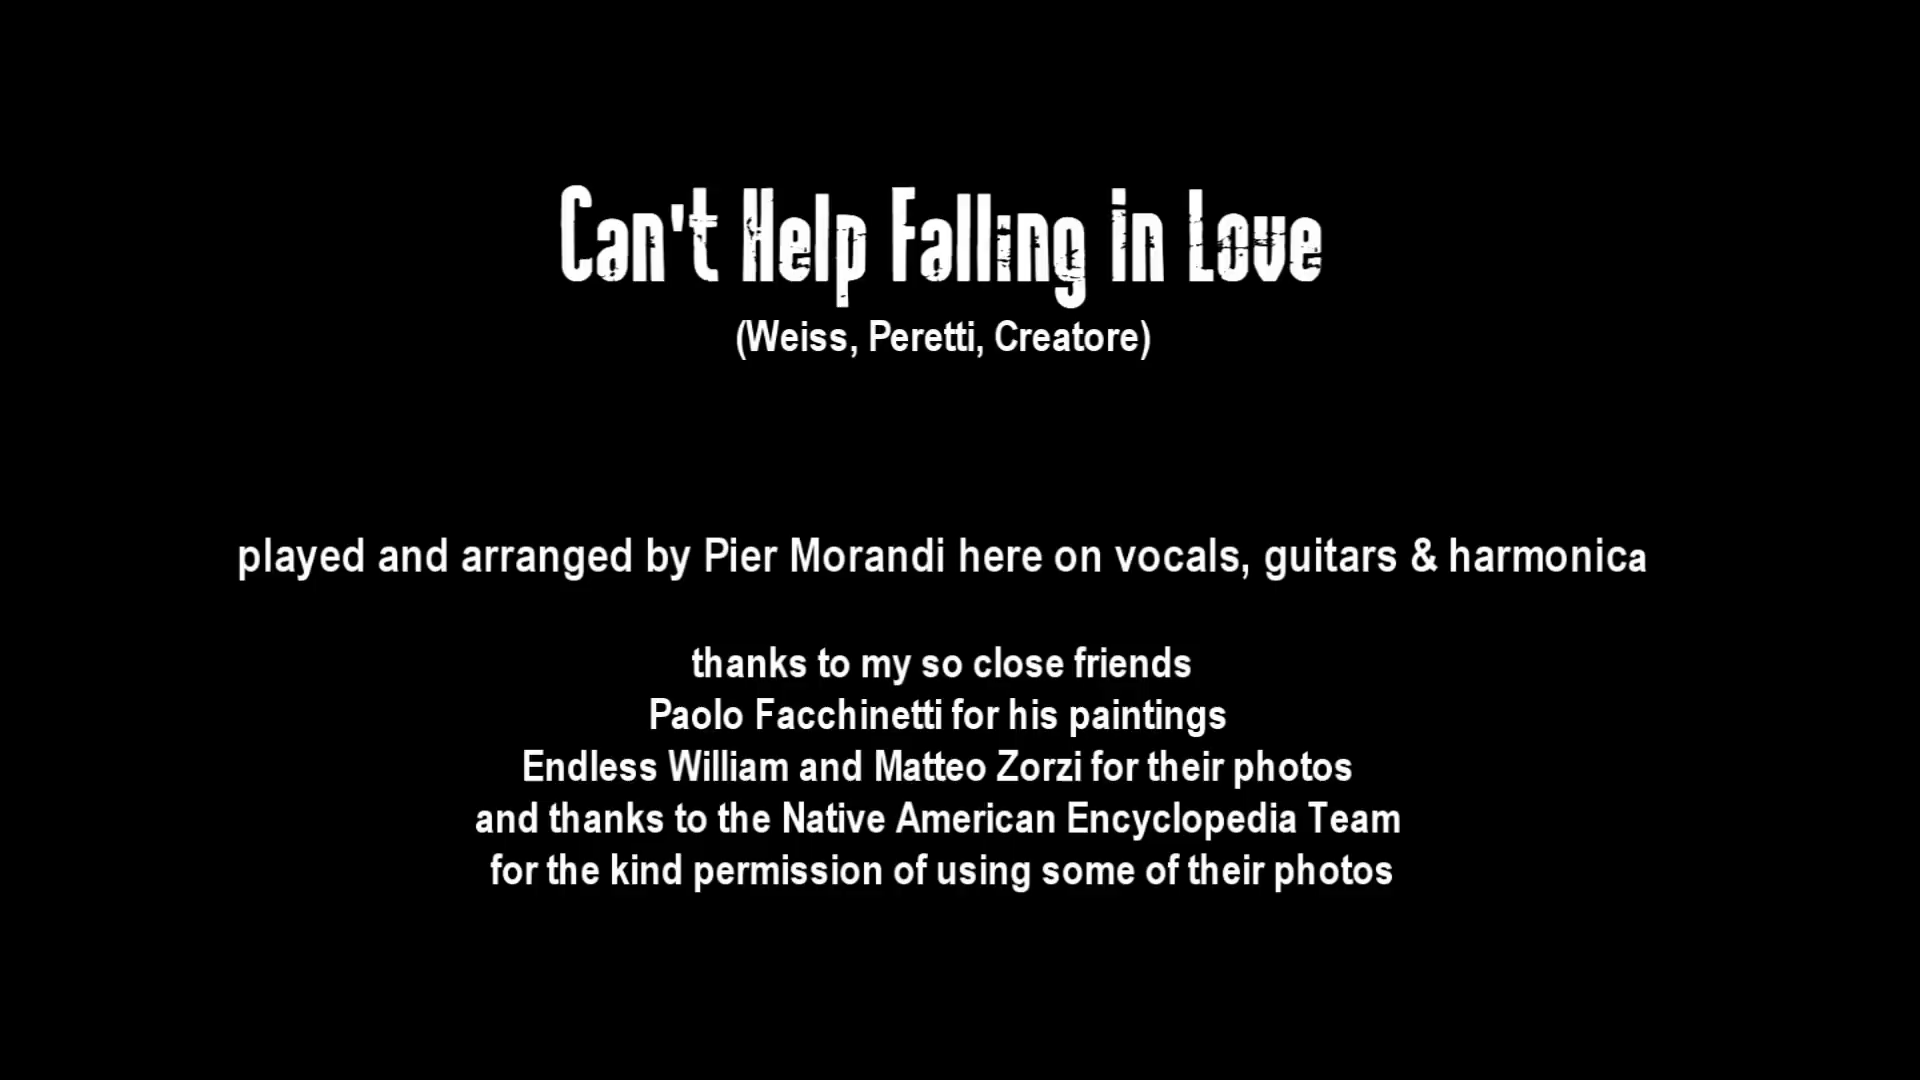 Can't Help Falling in Love
(Weiss, Peretti, Creatore)
played and arranged by Pier Morandi here on vocals, guitars & harmonica
thanks to my so close friends
Paolo Facchinetti for his paintings
Endless William and Matteo Zorzi for their photos
and thanks to the Native American Encyclopedia Team
for the kind permission of using some of their photos